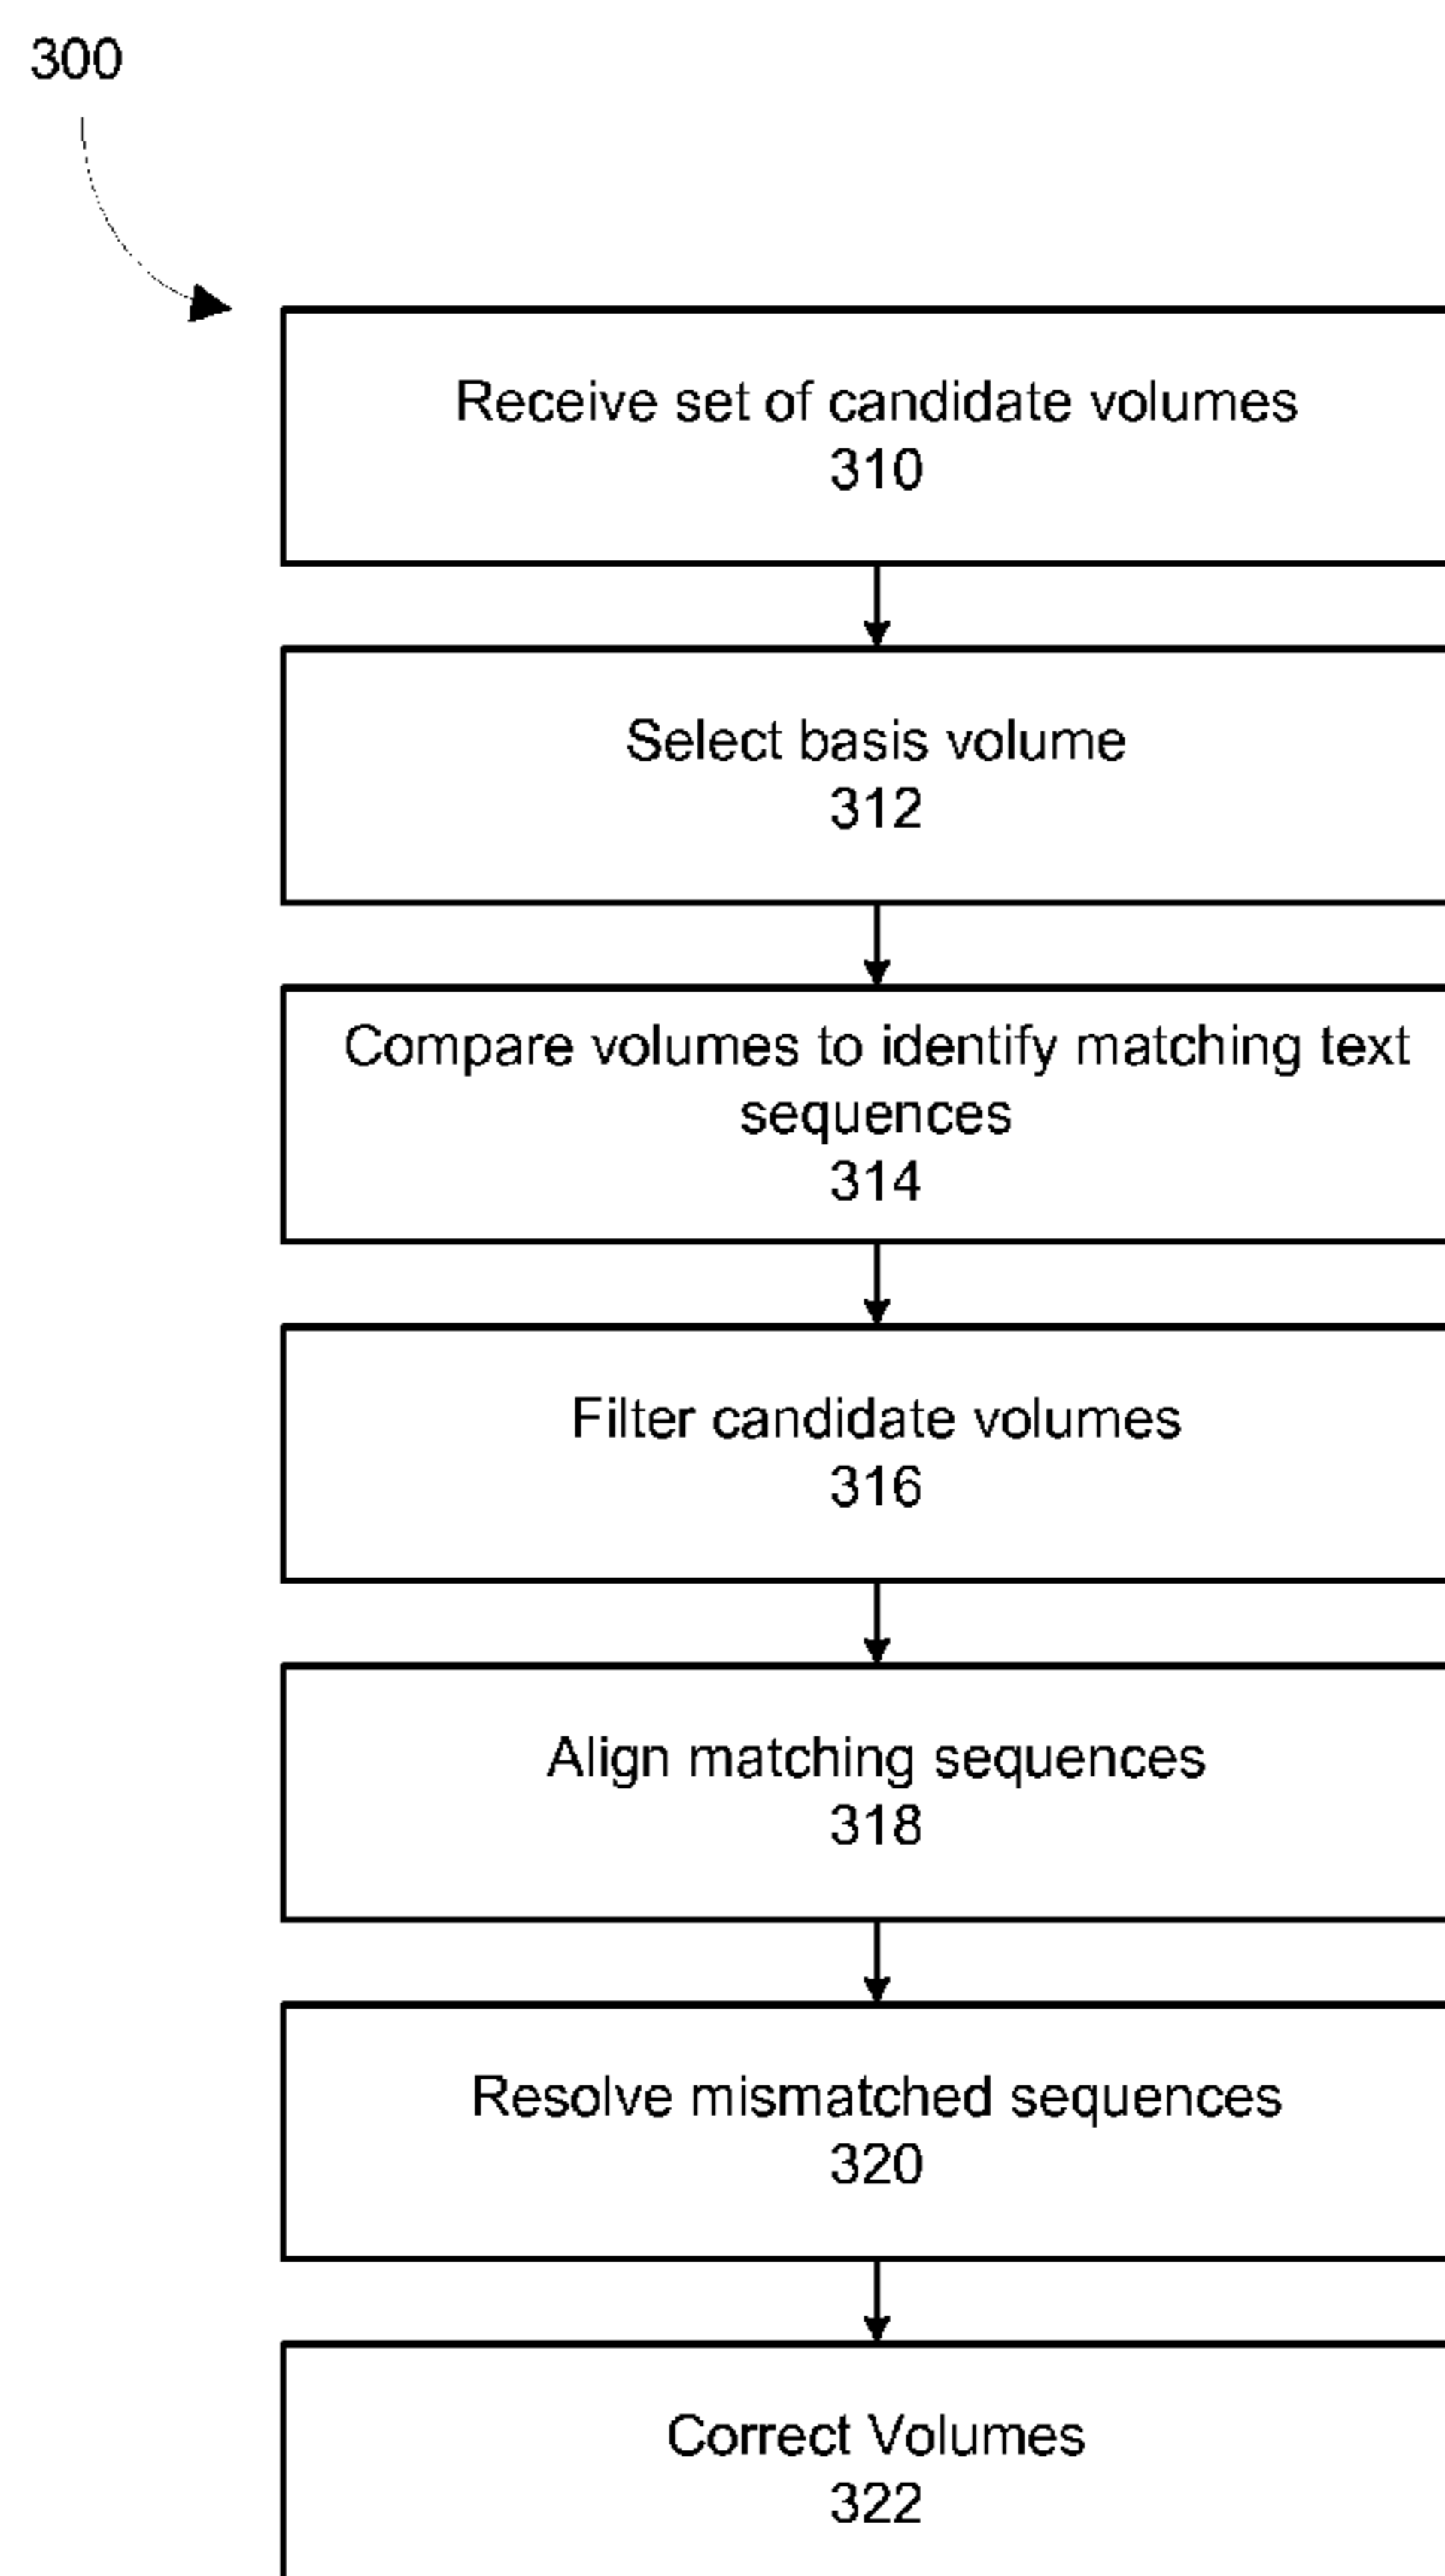 300
Receive set of candidate volumes
310
Select basis volume
312
Compare volumes to identify matching text
sequences
314
Filter candidate volumes
316
Align matching sequences
318
Resolve mismatched sequences
320
Correct Volumes
322